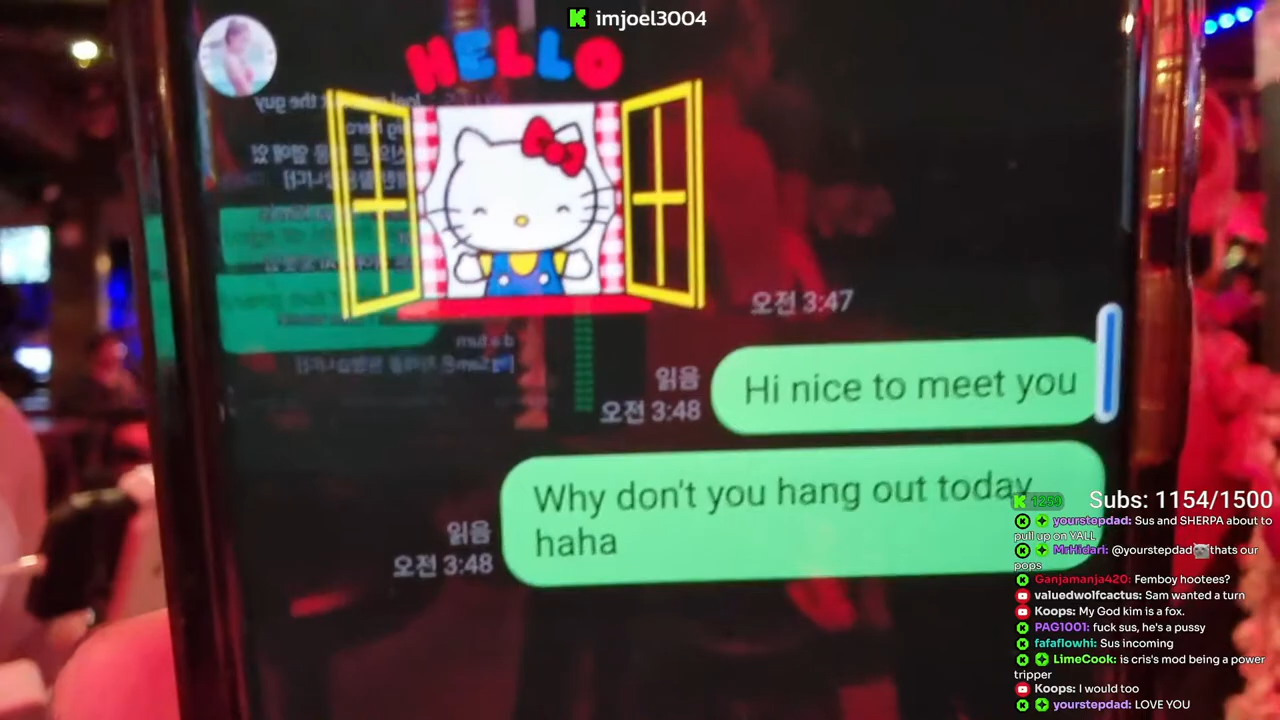 imjoel3004
HELLO
오전 3:47
Hi nice to meet you
읽음
오전 3:48
Why don't you hang out today
haha
읽음
오전 3:48
1259
Subs: 1154/1500
yourstepdad: Sus and SHERPA about to
pull up on YALL
MrHidari: @yourstepdad thats our
pops
Ganjamanja420: Femboy hootees?
valuedwolfcactus: Sam wanted a turn
Koops: My God kim is a fox.
PAG1001: fuck sus, he's a pussy
fafaflowhi: Sus incoming
LimeCook: is cris's mod being a power
tripper
Koops: I would too
yourstepdad: LOVE YOU